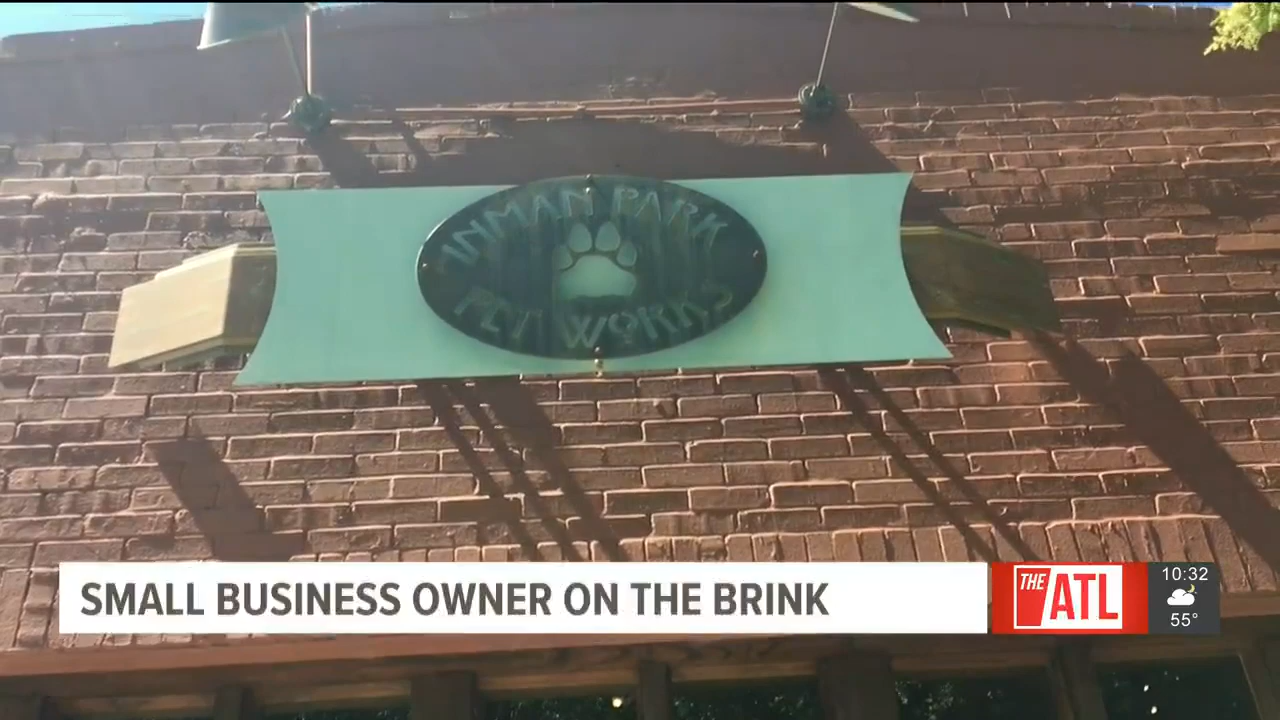 INMAN PARK
PET WORKS
SMALL BUSINESS OWNER ON THE BRINK
THE
ATL
10:32
55°